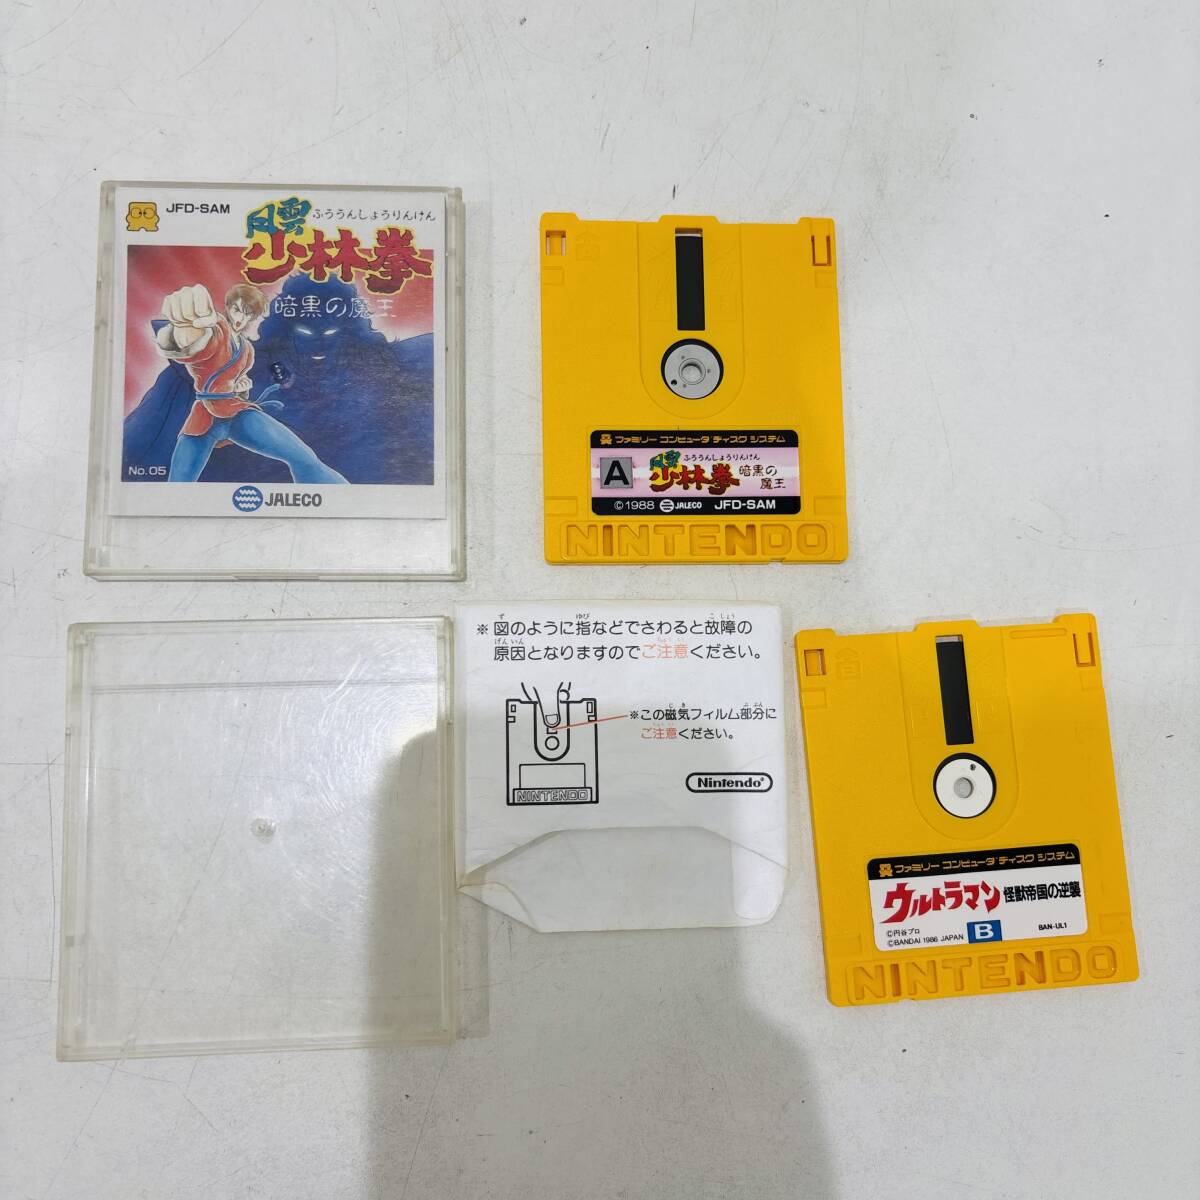 JFD-SAM
ふううんしょうりんけん
風雲
少林拳
暗黒の魔王
No.05
JALECO
ファミリー コンピュータ ディスク システム
A
ふううんしょうりんけん
風雲
少林拳
暗黒の
魔王
©1988 JALECO JFD-SAM
NINTENDO
※図のように指などでさわると故障の
原因となりますのでご注意ください。
※この磁気フィルム部分に
ご注意ください。
Nintendo
NINTENDO
ファミリー コンピュータ ディスク システム
ウルトラマン 怪獣帝国の逆襲
©円谷プロ
©BANDAI 1986 JAPAN B BAN-UL1
NINTENDO